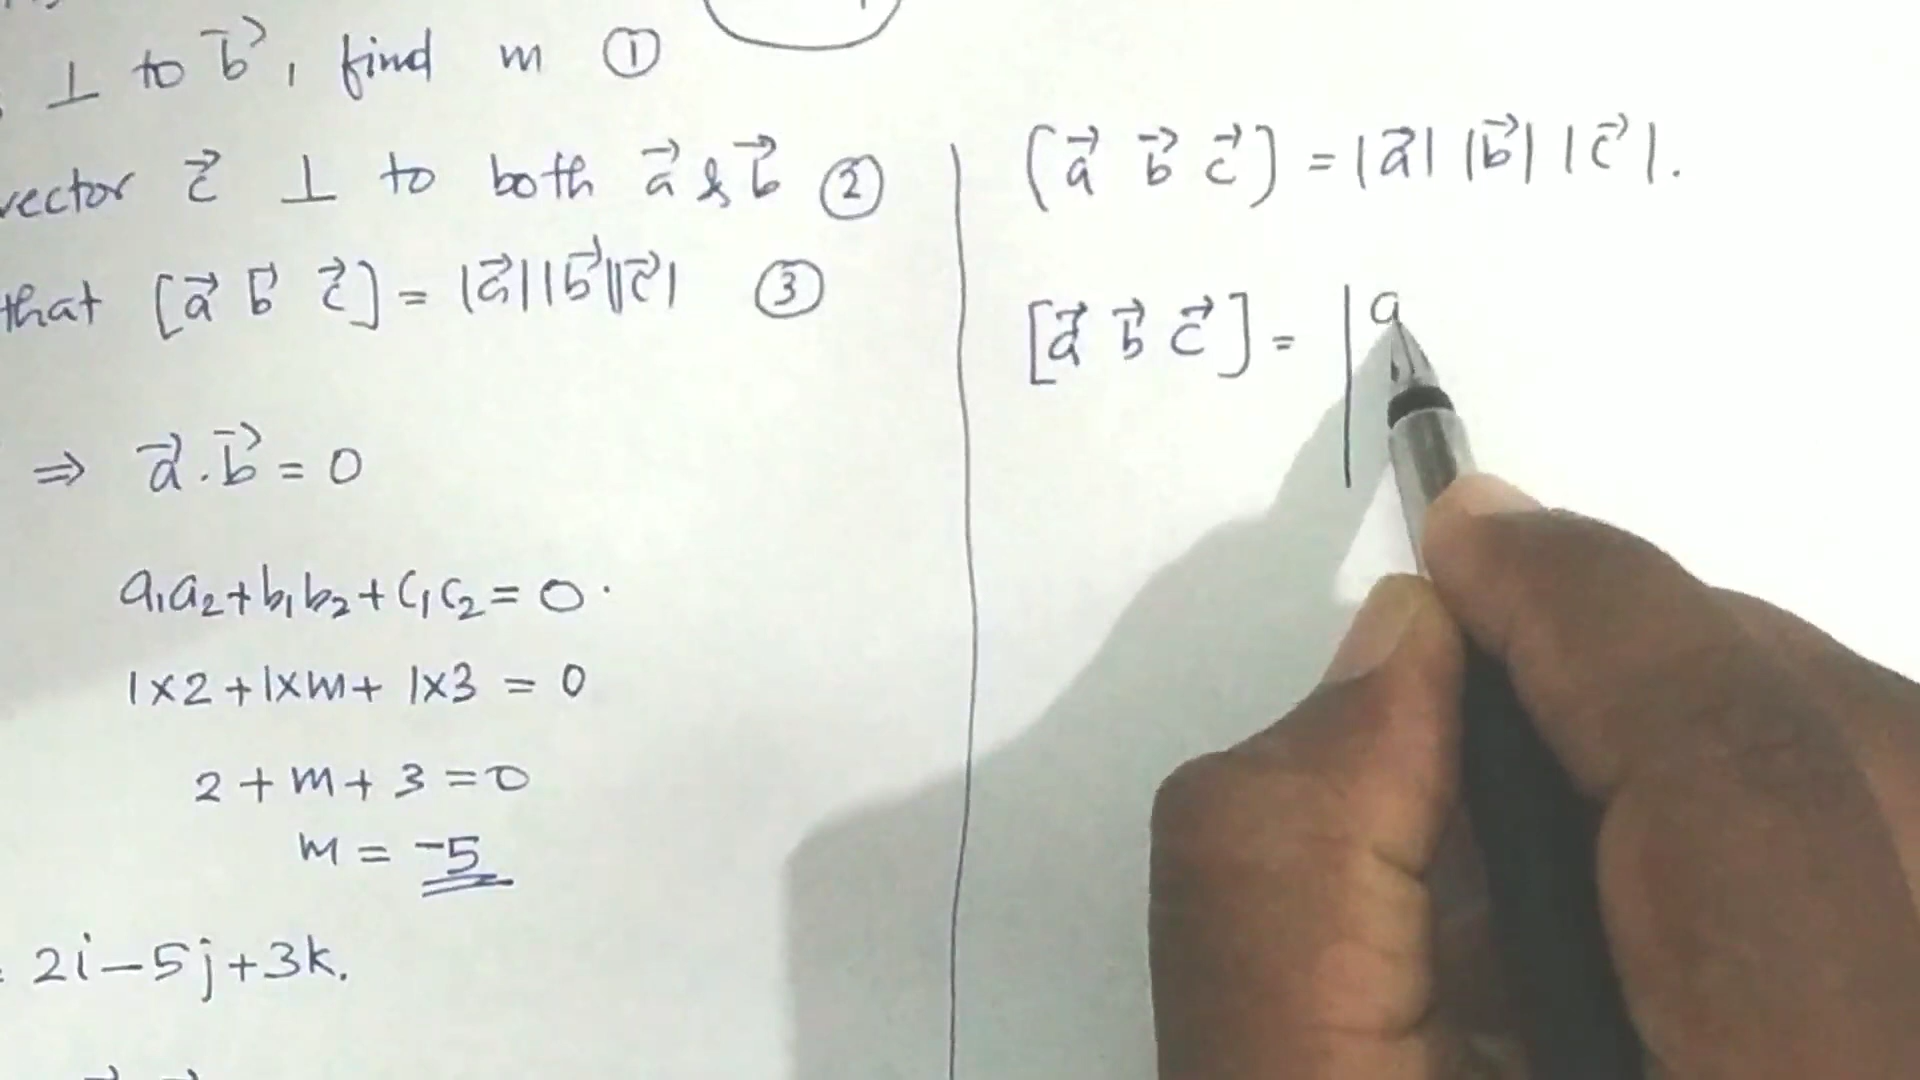 ⊥ to b⃗, find m ①
vector c⃗ ⊥ to both a⃗ & b⃗ ②
that [a⃗ b⃗ c⃗] = |a⃗||b⃗||c⃗| ③
⇒ a⃗.b⃗ = 0
a₁a₂+b₁b₂+c₁c₂ = 0.
1×2+1×m+1×3 = 0
2+m+3=0
m = -5
2i-5j+3k.
[a⃗ b⃗ c⃗] = |a⃗| |b⃗| |c⃗|.
[a⃗ b⃗ c⃗] = | a